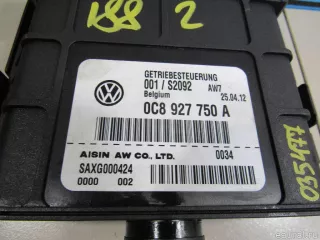 188 2
GETRIEBESTEUERUNG
001 / S2092 AW7
Belgium 25.04.12
0C8 927 750 A
AISIN AW CO., LTD. 0034
SAXG000424
0000 002